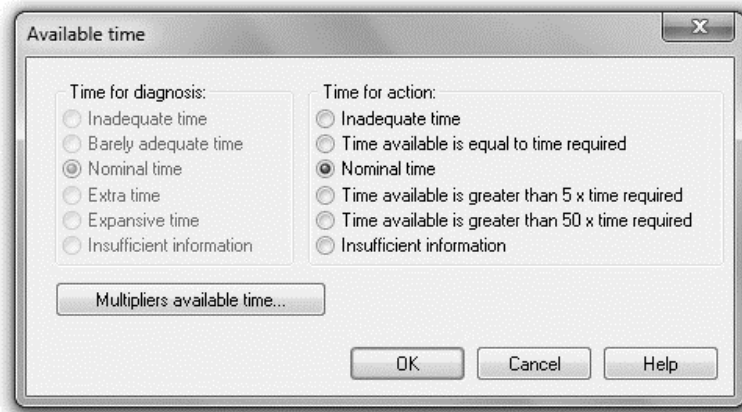 Available time
Time for diagnosis:
Inadequate time
Barely adequate time
Nominal time
Extra time
Expansive time
Insufficient information
Time for action:
Inadequate time
Time available is equal to time required
Nominal time
Time available is greater than 5 x time required
Time available is greater than 50 x time required
Insufficient information
Multipliers available time...
OK
Cancel
Help